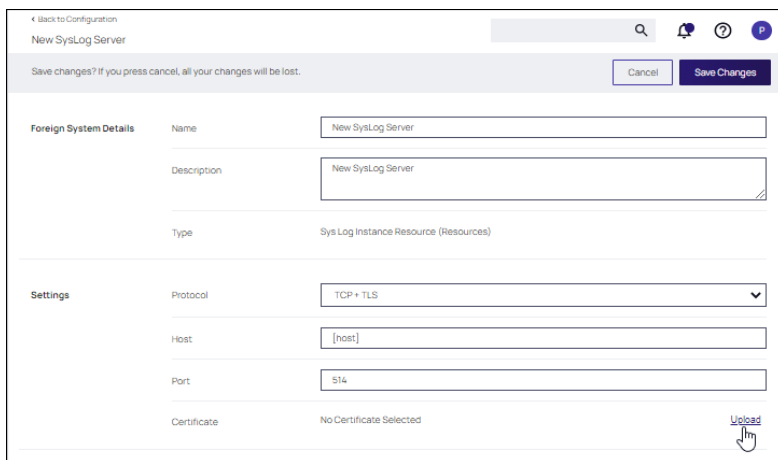 < Back to Configuration
New SysLog Server
P
Save changes? If you press cancel, all your changes will be lost.
Cancel
Save Changes
Foreign System Details
Name
New SysLog Server
Description
New SysLog Server
Type
Sys Log Instance Resource (Resources)
Settings
Protocol
TCP + TLS
Host
[host]
Port
514
Certificate
No Certificate Selected
Upload